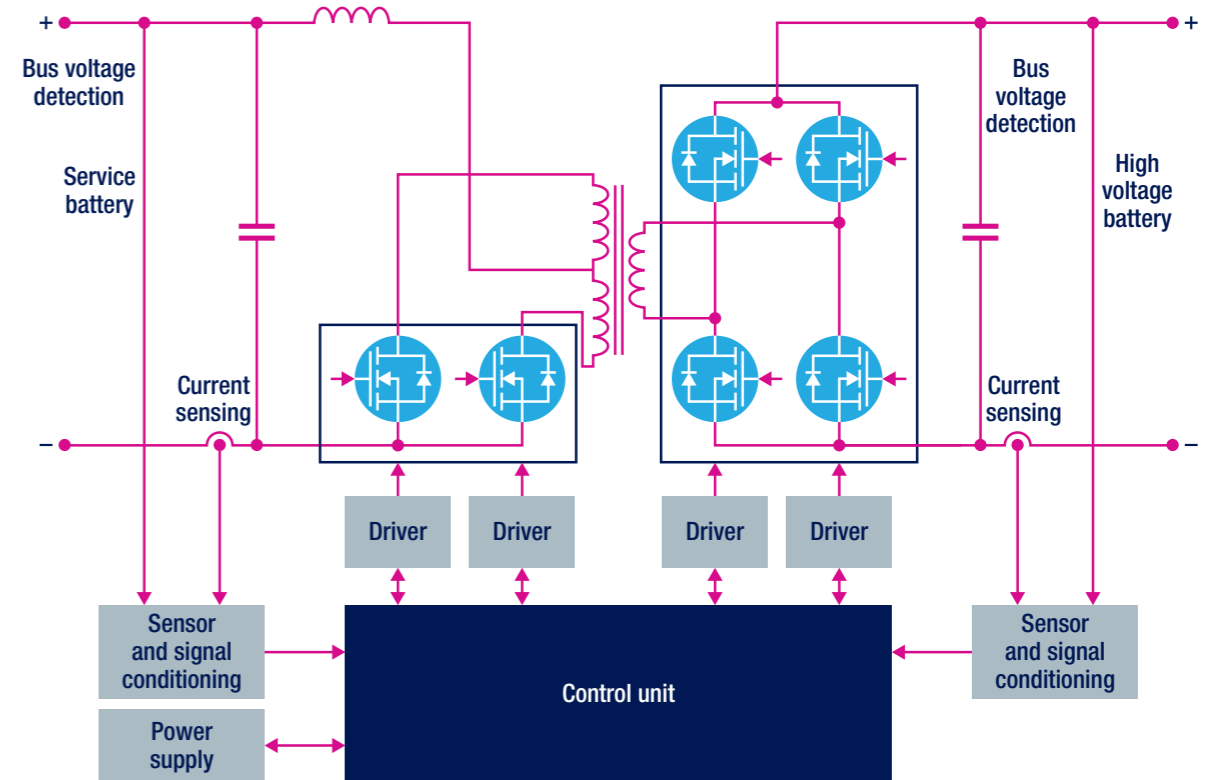 +
+
Bus voltage
detection
Bus
voltage
detection
Service
battery
High
voltage
battery
Current
sensing
Current
sensing
–
–
Driver
Driver
Driver
Driver
Sensor
and signal
conditioning
Control unit
Sensor
and signal
conditioning
Power
supply